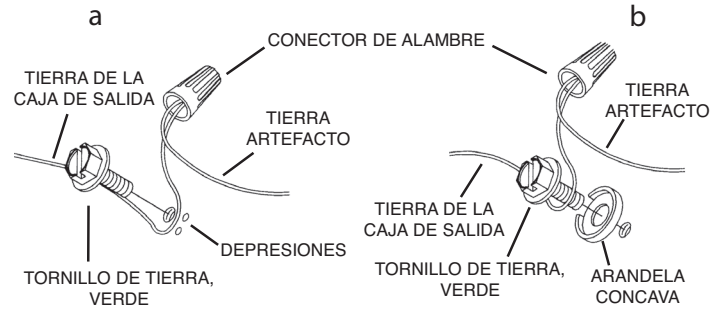 a
b
CONECTOR DE ALAMBRE
TIERRA DE LA
CAJA DE SALIDA
TIERRA
ARTEFACTO
DEPRESIONES
TORNILLO DE TIERRA,
VERDE
TIERRA
ARTEFACTO
TIERRA DE LA
CAJA DE SALIDA
TORNILLO DE TIERRA,
VERDE
ARANDELA
CONCAVA